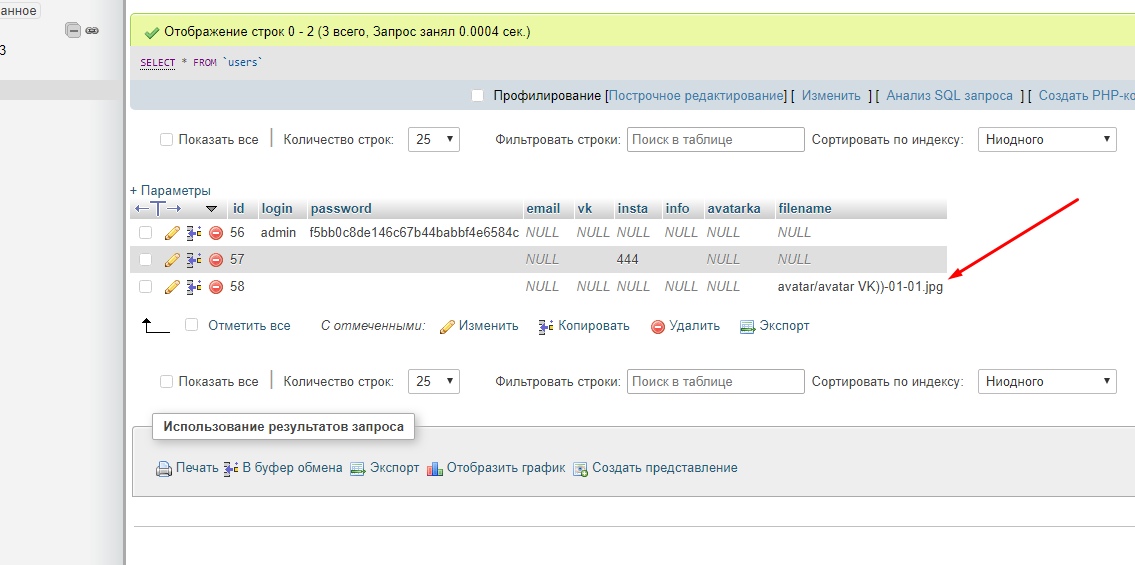 анное
3
Отображение строк 0 - 2 (3 всего, Запрос занял 0.0004 сек.)
SELECT * FROM `users`
Профилирование [Построчное редактирование] [ Изменить ] [ Анализ SQL запроса ] [ Создать PHP-ко
Показать все | Количество строк: 25 Фильтровать строки: Поиск в таблице Сортировать по индексу: Ниодного
+ Параметры
←T→ id login password email vk insta info avatarka filename
56 admin f5bb0c8de146c67b44babbf4e6584c NULL NULL NULL NULL NULL NULL
57 NULL 444 NULL NULL
58 NULL NULL NULL NULL NULL avatar/avatar VK))-01-01.jpg
Отметить все С отмеченными: Изменить Копировать Удалить Экспорт
Показать все | Количество строк: 25 Фильтровать строки: Поиск в таблице Сортировать по индексу: Ниодного
Использование результатов запроса
Печать В буфер обмена Экспорт Отобразить график Создать представление